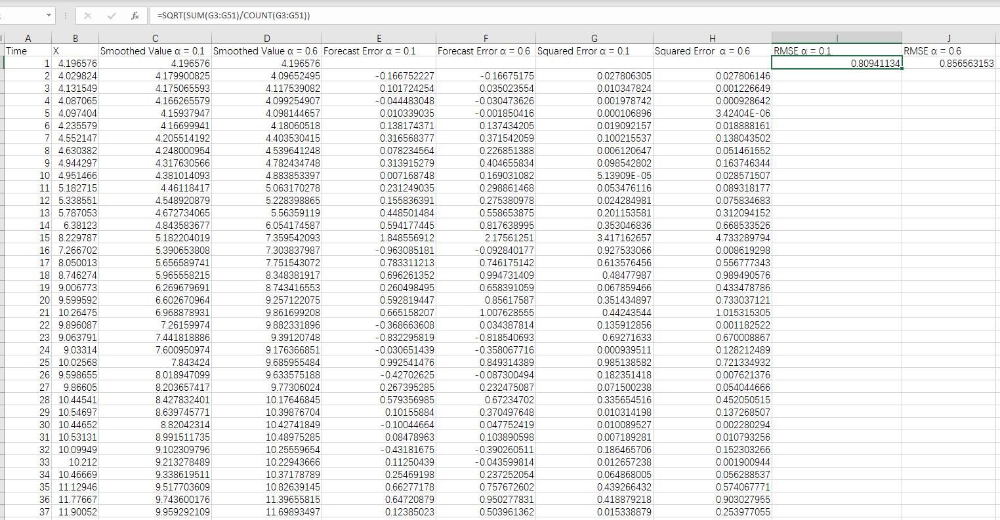 fx =SQRT(SUM(G3:G51)/COUNT(G3:G51))
A B C D E F G H I J
Time X Smoothed Value α = 0.1 Smoothed Value α = 0.6 Forecast Error α = 0.1 Forecast Error α = 0.6 Squared Error α = 0.1 Squared Error α = 0.6 RMSE α = 0.1 RMSE α = 0.6
1 4.196576 4.196576 4.196576 0.80941134 0.856563153
2 4.029824 4.179900825 4.09652495 -0.166752227 -0.16675175 0.027806305 0.027806146
3 4.131549 4.175065593 4.117539082 0.101724254 0.035023554 0.010347824 0.001226649
4 4.087065 4.166265579 4.099254907 -0.044483048 -0.030473626 0.001978742 0.000928642
5 4.097404 4.15937947 4.098144657 0.010339035 -0.001850416 0.000106896 3.42404E-06
6 4.235579 4.16699941 4.18060518 0.138174371 0.137434205 0.019092157 0.018888161
7 4.552147 4.205514192 4.403530415 0.316568377 0.371542059 0.100215537 0.138043502
8 4.630382 4.248000954 4.539641248 0.078234564 0.226851388 0.006120647 0.051461552
9 4.944297 4.317630566 4.782434748 0.313915279 0.404655834 0.098542802 0.163746344
10 4.951466 4.381014093 4.883853397 0.007168748 0.169031082 5.13909E-05 0.028571507
11 5.182715 4.46118417 5.063170278 0.231249035 0.298861468 0.053476116 0.089318177
12 5.338551 4.548920879 5.228398865 0.155836391 0.275380978 0.024284981 0.075834683
13 5.787053 4.672734065 5.56359119 0.448501484 0.558653875 0.201153581 0.312094152
14 6.38123 4.843583677 6.054174587 0.594177445 0.817638995 0.353046836 0.668533526
15 8.229787 5.182204019 7.359542093 1.848556912 2.17561251 3.417162657 4.733289794
16 7.266702 5.390653808 7.303837987 -0.963085181 -0.092840177 0.927533066 0.008619298
17 8.050013 5.656589741 7.751543072 0.783311213 0.746175142 0.613576456 0.556777343
18 8.746274 5.965558215 8.348381917 0.696261352 0.994731409 0.48477987 0.989490576
19 9.006773 6.269679691 8.743416553 0.260498495 0.658391059 0.067859466 0.433478786
20 9.599592 6.602670964 9.257122075 0.592819447 0.85617587 0.351434897 0.733037121
21 10.26475 6.968878931 9.861699208 0.665158207 1.007628555 0.44243544 1.015315305
22 9.896087 7.26159974 9.882331896 -0.368663608 0.034387814 0.135912856 0.001182522
23 9.063791 7.441818886 9.39120748 -0.832295819 -0.818540693 0.69271633 0.670008867
24 9.03314 7.600950974 9.176366851 -0.030651439 -0.358067716 0.000939511 0.128212489
25 10.02568 7.843424 9.685955484 0.992541476 0.849314389 0.985138582 0.721334932
26 9.598655 8.018947099 9.633575188 -0.42702625 -0.087300494 0.182351418 0.007621376
27 9.86605 8.203657417 9.77306024 0.267395285 0.232475087 0.071500238 0.054044666
28 10.44541 8.427832401 10.17646845 0.579356985 0.67234702 0.335654516 0.452050515
29 10.54697 8.639745771 10.39876704 0.10155884 0.370497648 0.010314198 0.137268507
30 10.44652 8.82042314 10.42741849 -0.10044664 0.047752419 0.010089527 0.002280294
31 10.53131 8.991511735 10.48975285 0.08478963 0.103890598 0.007189281 0.010793256
32 10.09949 9.102309796 10.25559654 -0.43181675 -0.390260511 0.186465706 0.152303266
33 10.212 9.213278489 10.22943666 0.11250439 -0.043599814 0.012657238 0.001900944
34 10.46669 9.338619511 10.37178789 0.25469198 0.237252054 0.064868005 0.056288537
35 11.12946 9.517703609 10.82639145 0.66277178 0.757672602 0.439266432 0.574067771
36 11.77667 9.743600176 11.39655815 0.64720879 0.950277831 0.418879218 0.903027955
37 11.90052 9.959292109 11.69893497 0.12385023 0.503961362 0.015338879 0.253977055